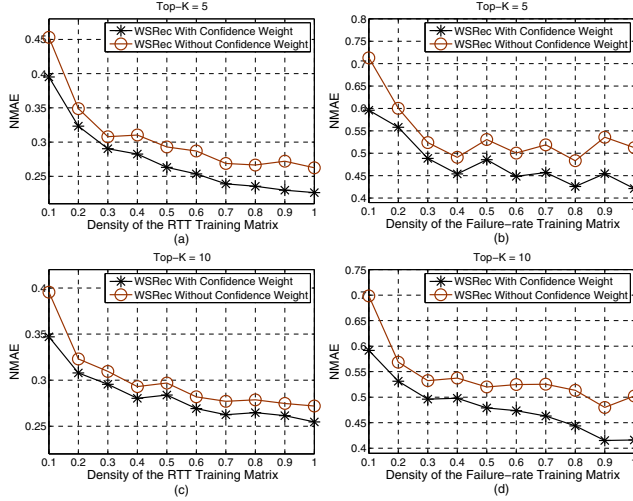 Top−K = 5
WSRec With Confidence Weight
WSRec Without Confidence Weight
NMAE
0.45
0.4
0.35
0.3
0.25
0.1 0.2 0.3 0.4 0.5 0.6 0.7 0.8 0.9 1
Density of the RTT Training Matrix
(a)
Top−K = 5
WSRec With Confidence Weight
WSRec Without Confidence Weight
NMAE
0.8
0.75
0.7
0.65
0.6
0.55
0.5
0.45
0.4
0.1 0.2 0.3 0.4 0.5 0.6 0.7 0.8 0.9 1
Density of the Failure−rate Training Matrix
(b)
Top−K = 10
WSRec With Confidence Weight
WSRec Without Confidence Weight
NMAE
0.4
0.35
0.3
0.25
0.1 0.2 0.3 0.4 0.5 0.6 0.7 0.8 0.9 1
Density of the RTT Training Matrix
(c)
Top−K = 10
WSRec With Confidence Weight
WSRec Without Confidence Weight
NMAE
0.75
0.7
0.65
0.6
0.55
0.5
0.45
0.4
0.1 0.2 0.3 0.4 0.5 0.6 0.7 0.8 0.9 1
Density of the Failure−rate Training Matrix
(d)